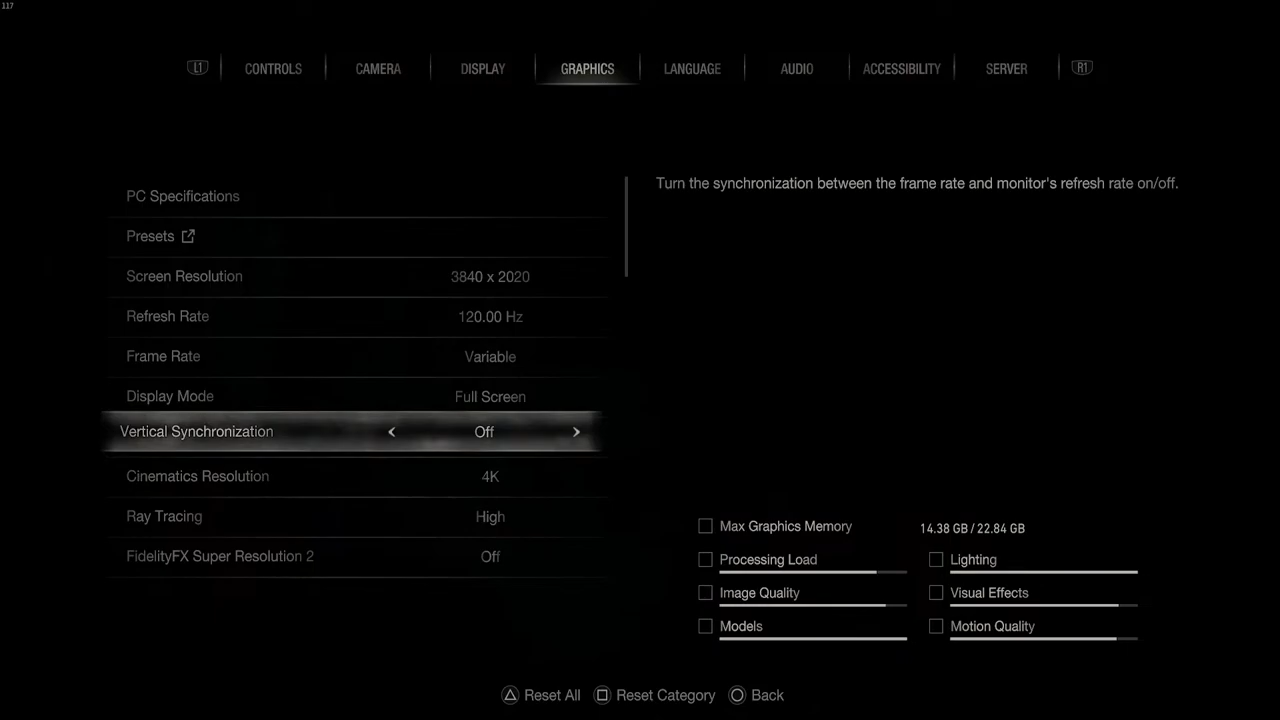 117
L1 CONTROLS CAMERA DISPLAY GRAPHICS LANGUAGE AUDIO ACCESSIBILITY SERVER R1
PC Specifications
Presets
Screen Resolution 3840 x 2020
Refresh Rate 120.00 Hz
Frame Rate Variable
Display Mode Full Screen
Vertical Synchronization < Off >
Cinematics Resolution 4K
Ray Tracing High
FidelityFX Super Resolution 2 Off
Turn the synchronization between the frame rate and monitor's refresh rate on/off.
Max Graphics Memory 14.38 GB / 22.84 GB
Processing Load Lighting
Image Quality Visual Effects
Models Motion Quality
Reset All Reset Category Back